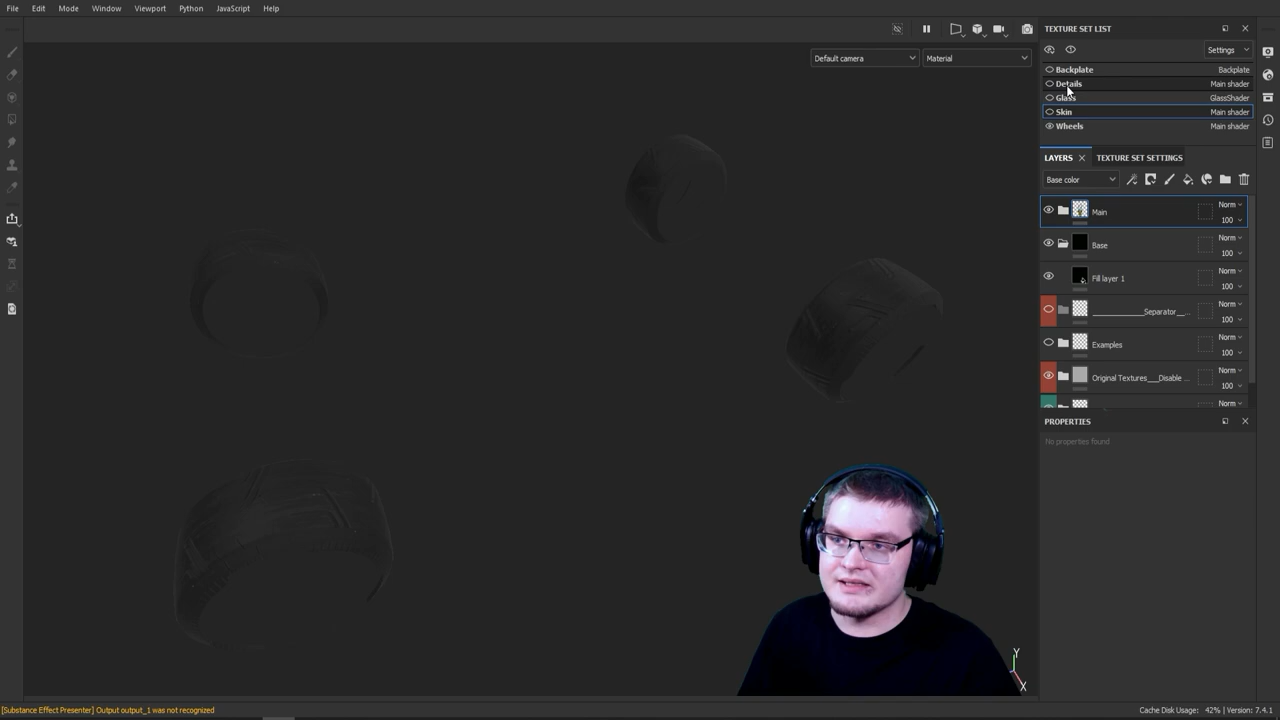 File Edit Mode Window Viewport Python JavaScript Help
Default camera Material
TEXTURE SET LIST
Settings
Backplate Backplate
Details Main shader
Glass GlassShader
Skin Main shader
Wheels Main shader
LAYERS TEXTURE SET SETTINGS
Base color
Main Norm 100
Base Norm 100
Fill layer 1 Norm 100
____________Separator__... Norm 100
Examples Norm 100
Original Textures___Disable ... Norm 100
Norm
PROPERTIES
No properties found
Y
X
[Substance Effect Presenter] Output output_1 was not recognized
Cache Disk Usage: 42% | Version: 7.4.1